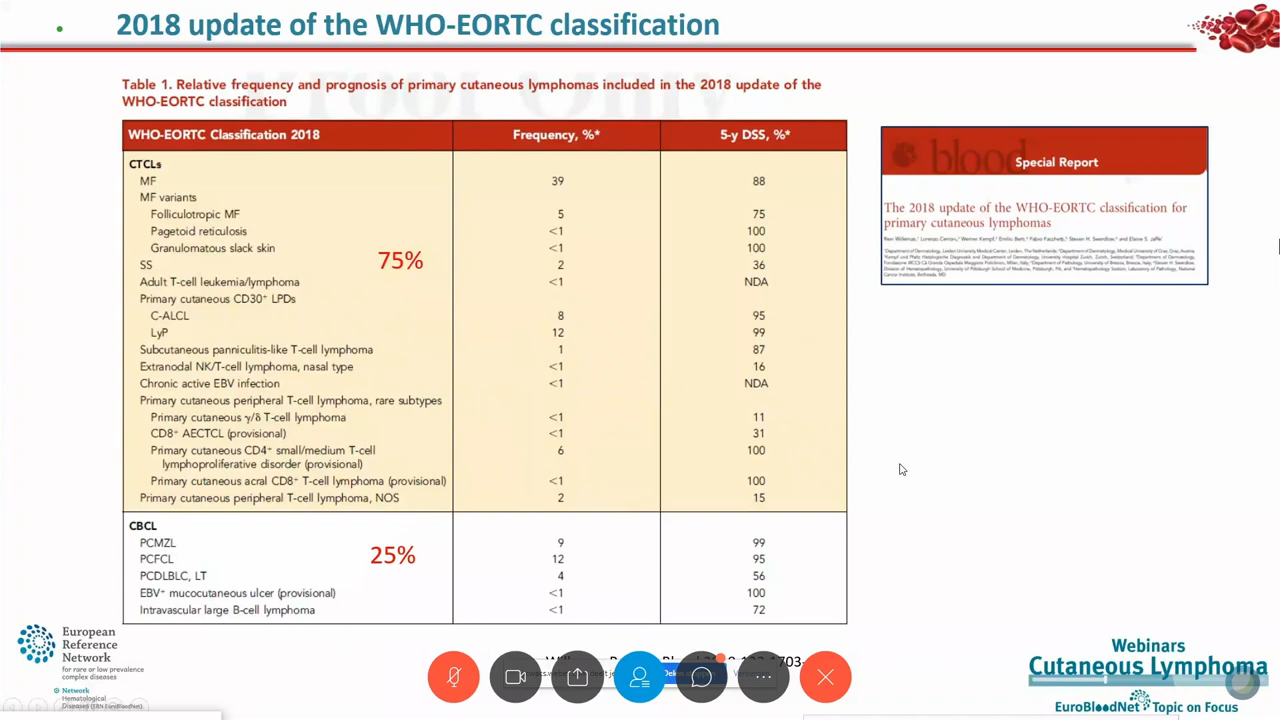 2018 update of the WHO-EORTC classification
Table 1. Relative frequency and prognosis of primary cutaneous lymphomas included in the 2018 update of the
WHO-EORTC classification
WHO-EORTC Classification 2018 Frequency, %* 5-y DSS, %*
CTCLs
MF 39 88
MF variants
Folliculotropic MF 5 75
Pagetoid reticulosis <1 100
Granulomatous slack skin <1 100
75%
SS 2 36
Adult T-cell leukemia/lymphoma <1 NDA
Primary cutaneous CD30+ LPDs
C-ALCL 8 95
LyP 12 99
Subcutaneous panniculitis-like T-cell lymphoma 1 87
Extranodal NK/T-cell lymphoma, nasal type <1 16
Chronic active EBV infection <1 NDA
Primary cutaneous peripheral T-cell lymphoma, rare subtypes
Primary cutaneous γ/δ T-cell lymphoma <1 11
CD8+ AECTCL (provisional) <1 31
Primary cutaneous CD4+ small/medium T-cell 6 100
lymphoproliferative disorder (provisional)
Primary cutaneous acral CD8+ T-cell lymphoma (provisional) <1 100
Primary cutaneous peripheral T-cell lymphoma, NOS 2 15
CBCL
PCMZL 9 99
25%
PCFCL 12 95
PCDLBLC, LT 4 56
EBV+ mucocutaneous ulcer (provisional) <1 100
Intravascular large B-cell lymphoma <1 72
blood
Special Report
The 2018 update of the WHO-EORTC classification for
primary cutaneous lymphomas
European
Reference
Network
for rare or low prevalence
complex diseases
Network
Hematological
Diseases (ERN EuroBloodNet)
Webinars
Cutaneous Lymphoma
EuroBloodNet Topic on Focus